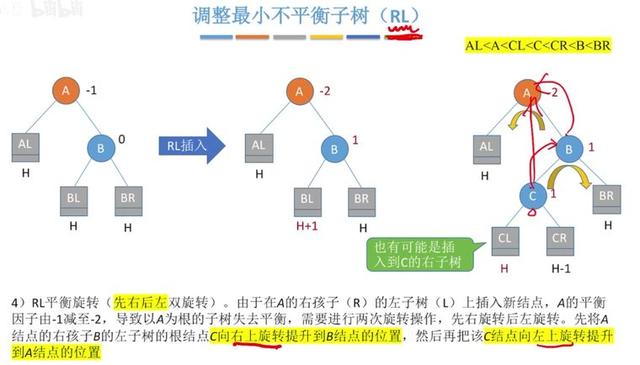 调整最小不平衡子树（RL）
AL<A<CL<C<CR<B<BR
A -1
AL
H
B 0
BL
H
BR
H
RL插入
A -2
AL
H
B 1
BL
H+1
BR
H
A -2
AL
H
B 1
C 1
BR
H
CL
H
CR
H-1
也有可能是
插入到C的右子树
4）RL平衡旋转（先右后左双旋转）。由于在A的右孩子（R）的左子树（L）上插入新结点，A的平衡
因子由-1减至-2，导致以A为根的子树失去平衡，需要进行两次旋转操作，先右旋转后左旋转。先将A
结点的右孩子B的左子树的根结点C向右上旋转提升到B结点的位置，然后再把该C结点向左上旋转提升
到A结点的位置